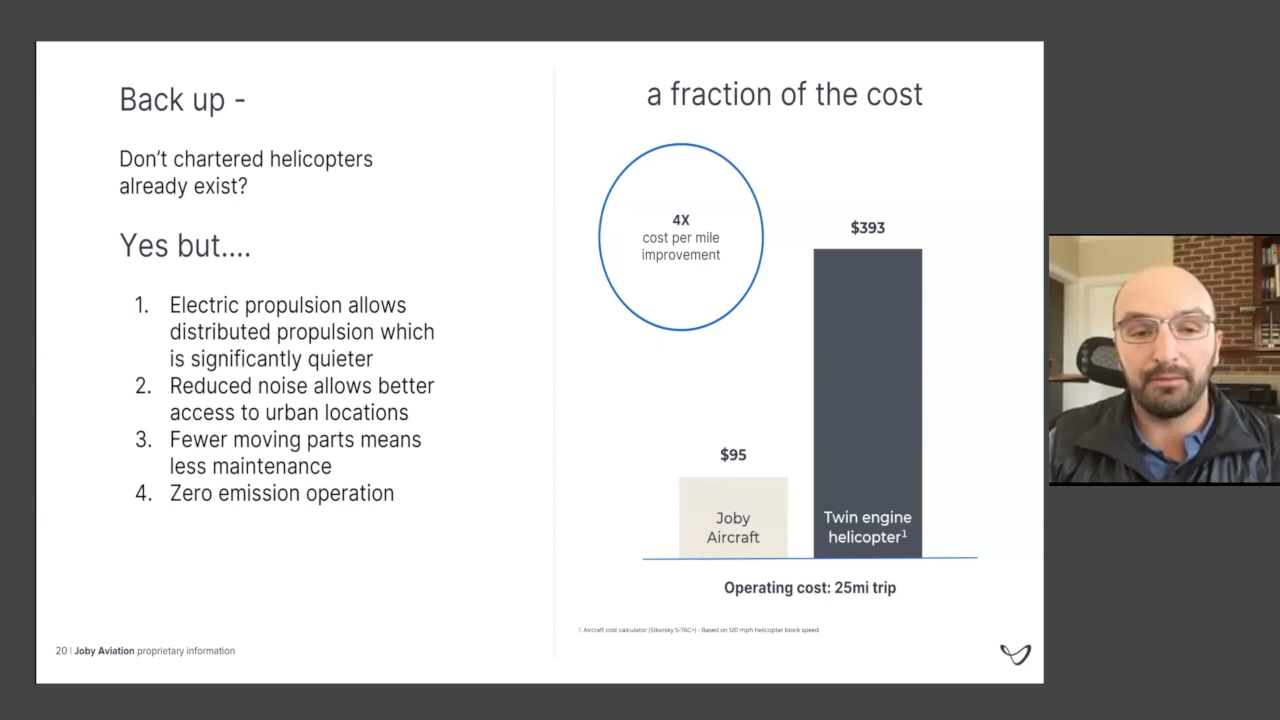 Back up -
Don’t chartered helicopters
already exist?
Yes but....
1. Electric propulsion allows
distributed propulsion which
is significantly quieter
2. Reduced noise allows better
access to urban locations
3. Fewer moving parts means
less maintenance
4. Zero emission operation
20 | Joby Aviation proprietary information
a fraction of the cost
4X
cost per mile
improvement
$393
$95
Joby
Aircraft
Twin engine
helicopter¹
Operating cost: 25mi trip
1. Aircraft cost calculator (Sikorsky S-76C+) - Based on 120 mph helicopter block speed